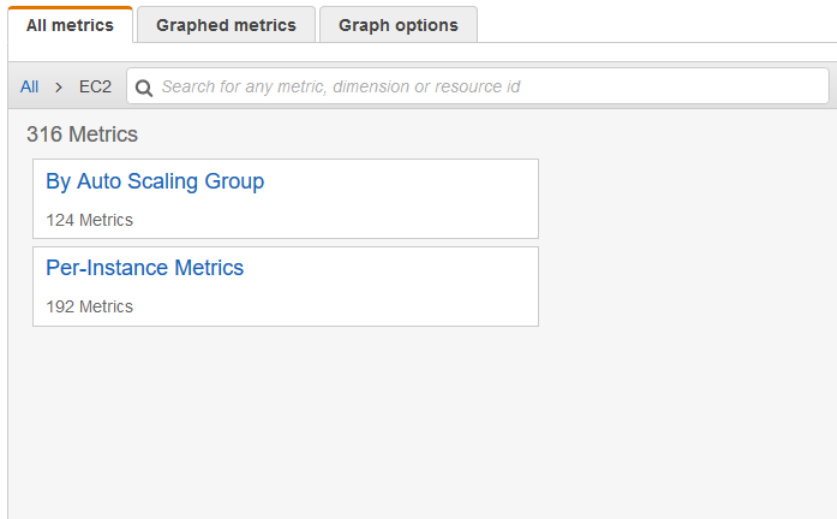 All metrics Graphed metrics Graph options
All > EC2 Search for any metric, dimension or resource id
316 Metrics
By Auto Scaling Group
124 Metrics
Per-Instance Metrics
192 Metrics